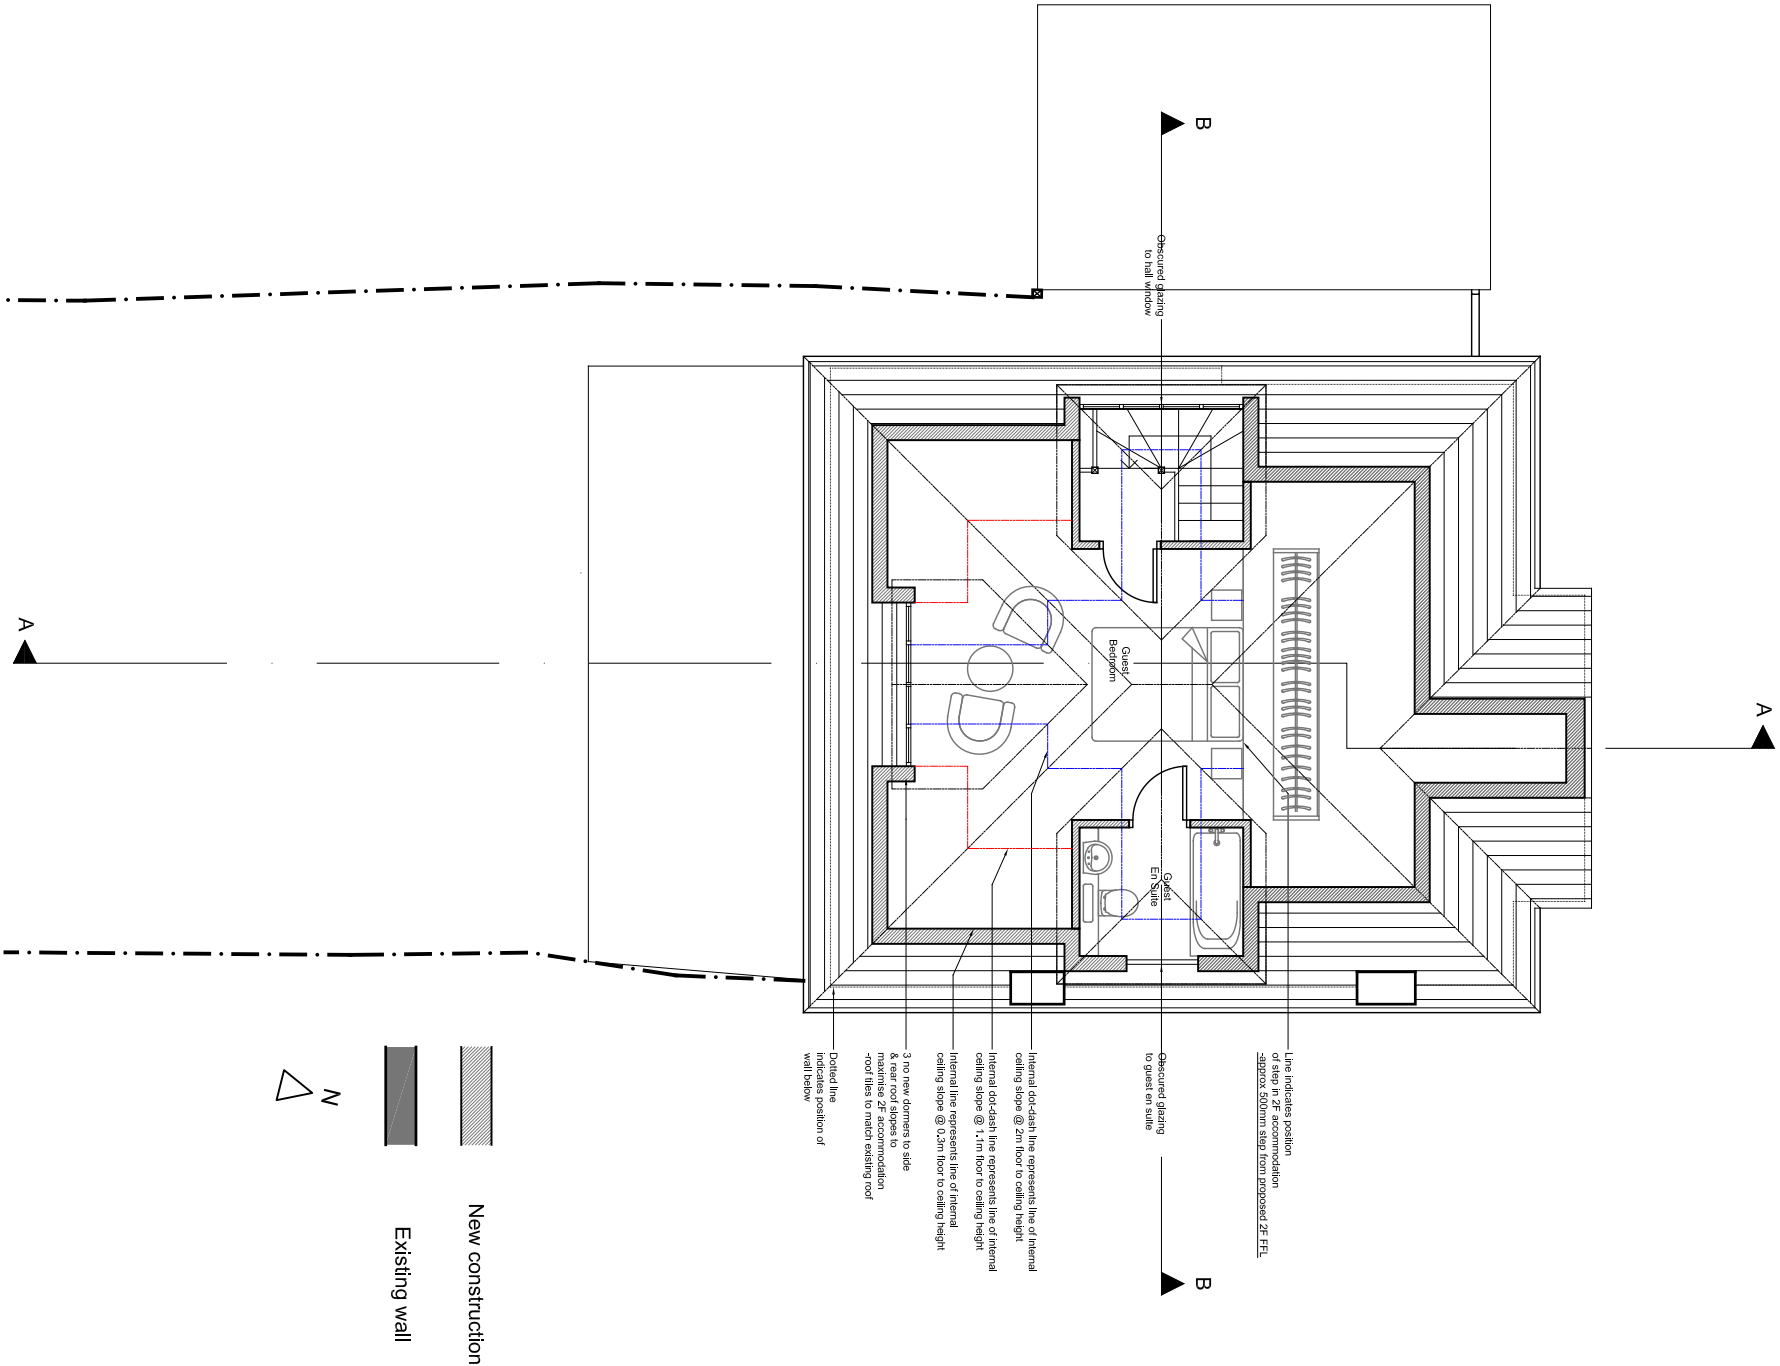 B
Obscured glazing
to hall window
A
A
Guest
Bedroom
Guest
En Suite
Line indicates position
of step in 2F accommodation
-approx 500mm step from proposed 2F FFL
Obscured glazing
to guest en suite
Internal dot-dash line represents line of internal
ceiling slope @ 2m floor to ceiling height
Internal dot-dash line represents line of internal
ceiling slope @ 1.1m floor to ceiling height
Internal line represents line of internal
ceiling slope @ 0.3m floor to ceiling height
3 no new dormers to side
& rear roof slopes to
maximise 2F accommodation
-roof tiles to match existing roof
Dotted line
indicates position of
wall below
B
N
New construction
Existing wall